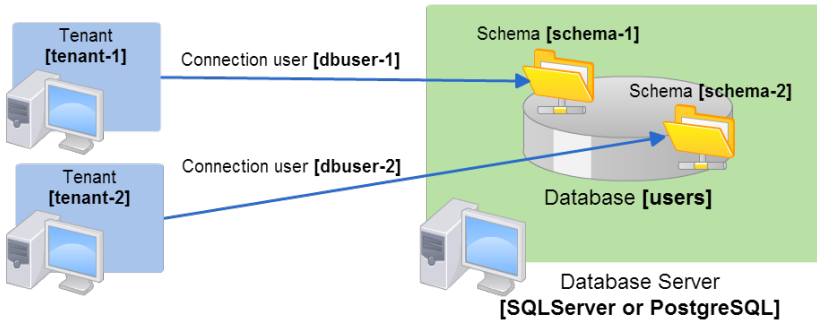 Tenant
[tenant-1]
Connection user [dbuser-1]
Schema [schema-1]
Schema [schema-2]
Connection user [dbuser-2]
Tenant
[tenant-2]
Database [users]
Database Server
[SQLServer or PostgreSQL]